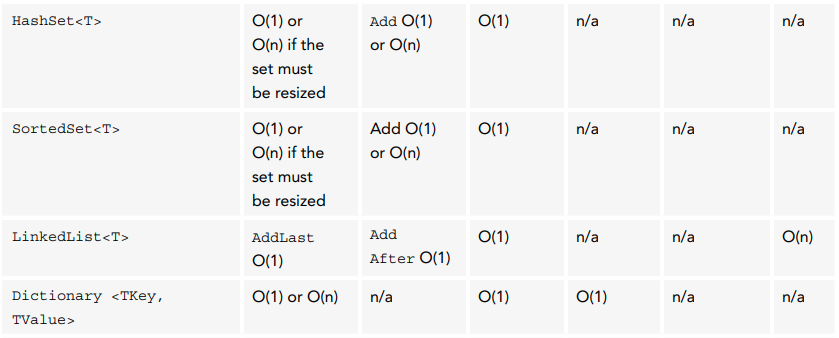 HashSet<T> O(1) or Add O(1) O(1) n/a n/a n/a
O(n) if the or O(n)
set must
be resized
SortedSet<T> O(1) or Add O(1) O(1) n/a n/a n/a
O(n) if the or O(n)
set must
be resized
LinkedList<T> AddLast Add O(1) n/a n/a O(n)
O(1) After O(1)
Dictionary <TKey, O(1) or O(n) n/a O(1) O(1) n/a n/a
TValue>